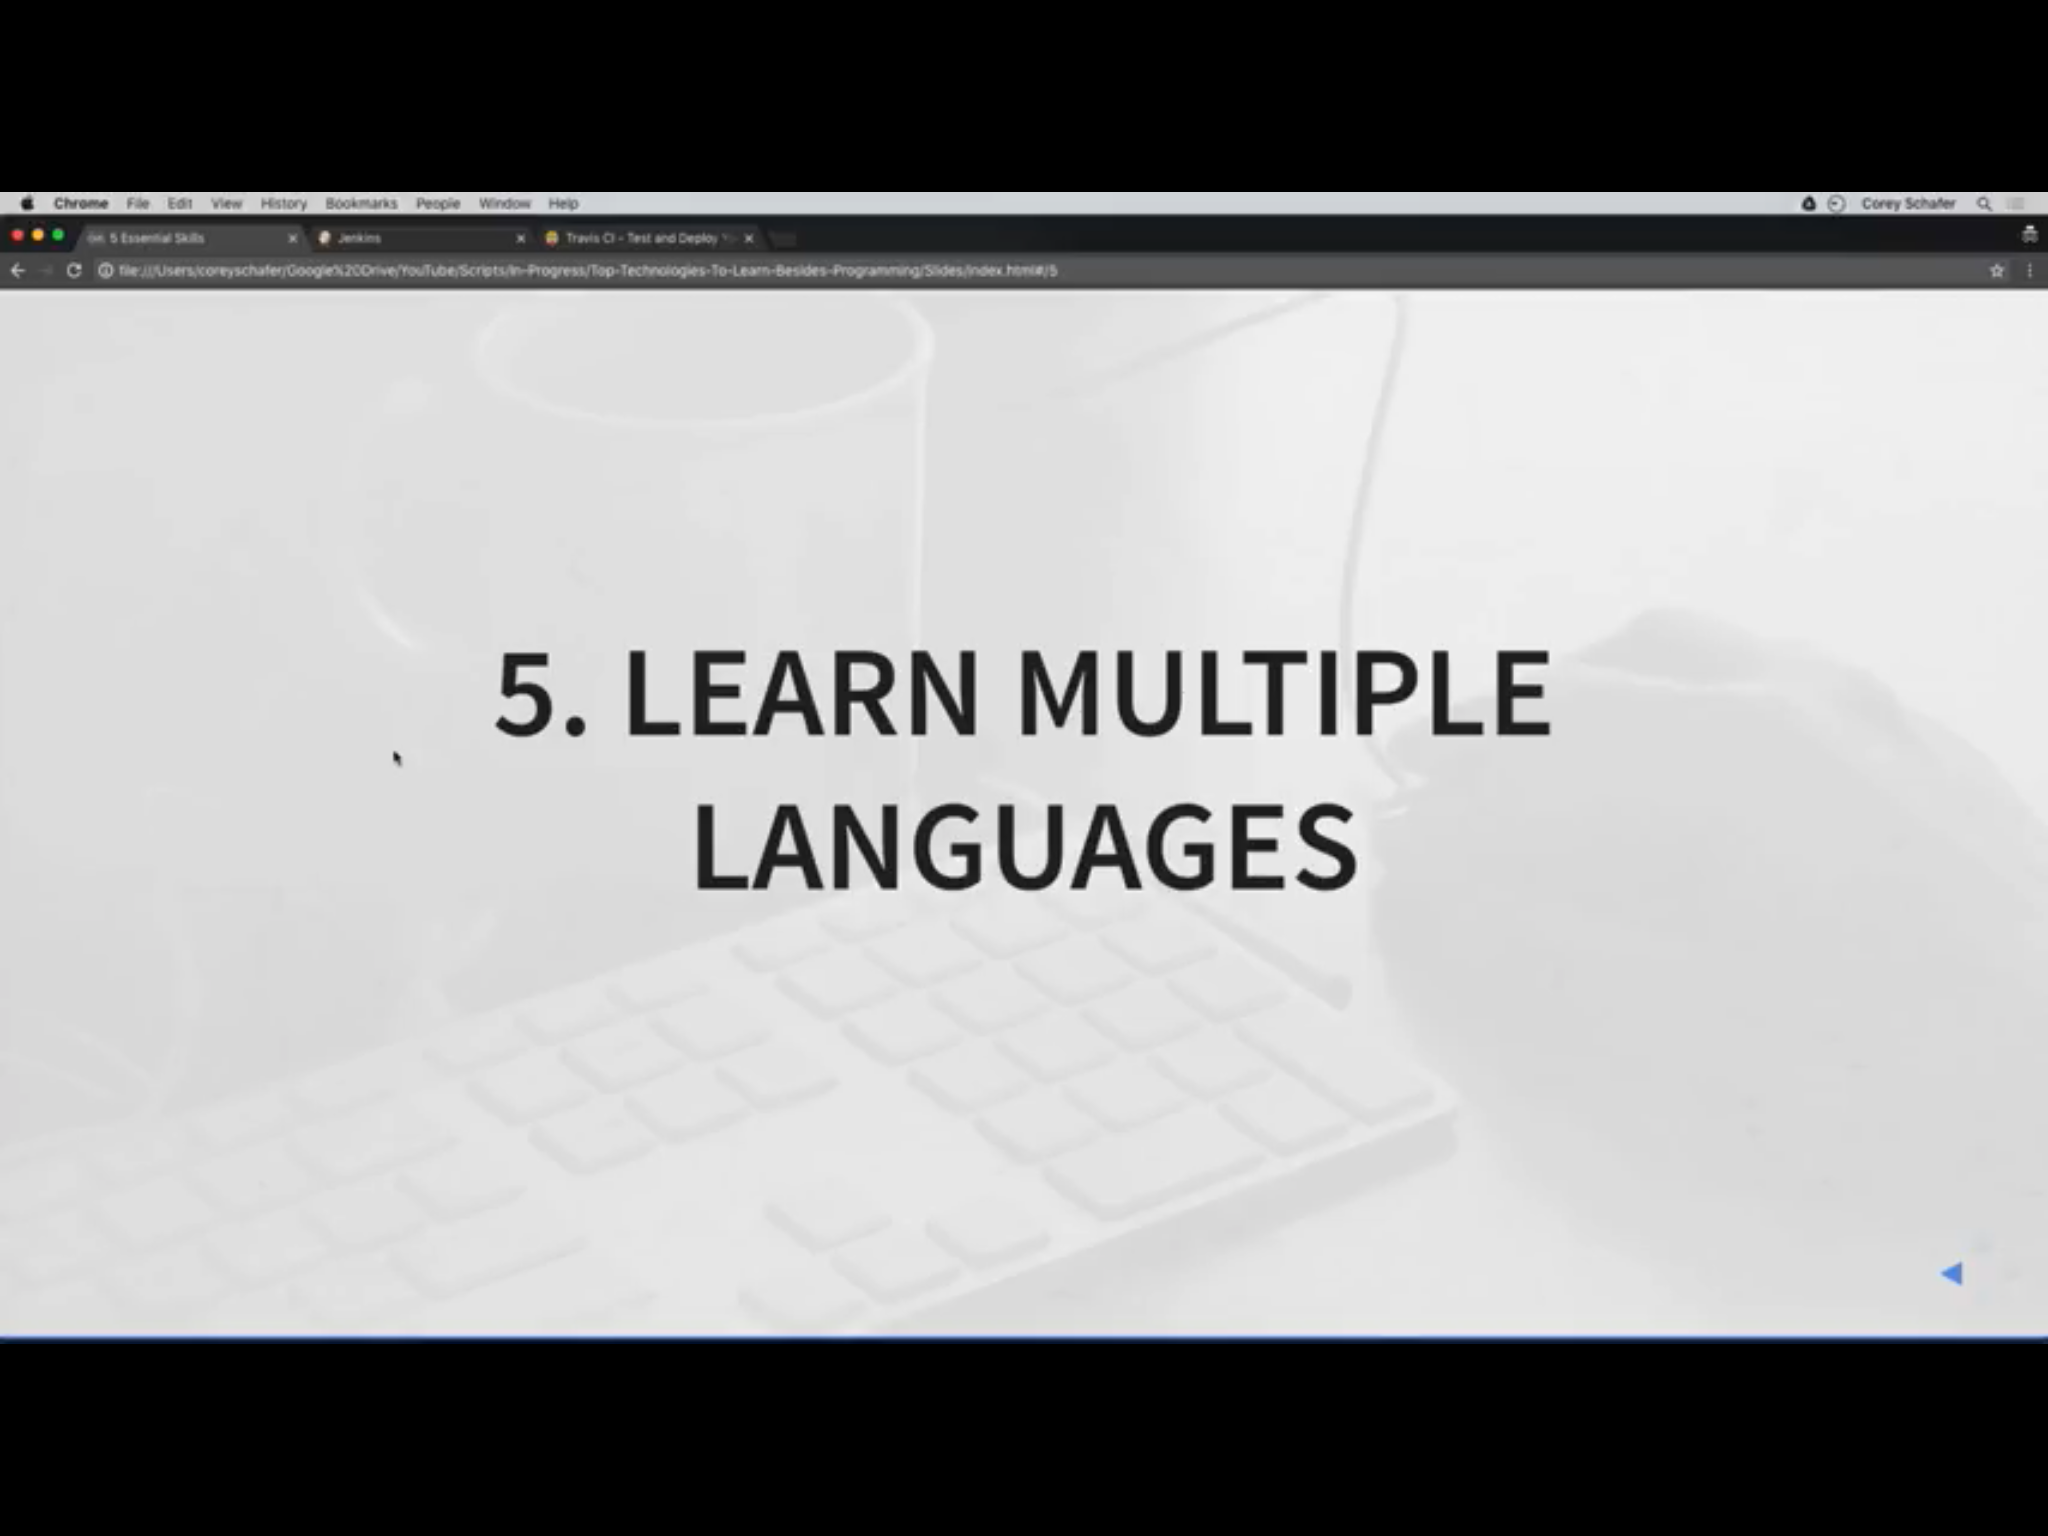 Chrome File Edit View History Bookmarks People Window Help Corey Schafer
5 Essential Skills Jenkins Travis CI - Test and Deploy
file:///Users/coreyschafer/Google%20Drive/YouTube/Scripts/In-Progress/Top-Technologies-To-Learn-Besides-Programming/Slides/index.html#/5
5. LEARN MULTIPLE
LANGUAGES